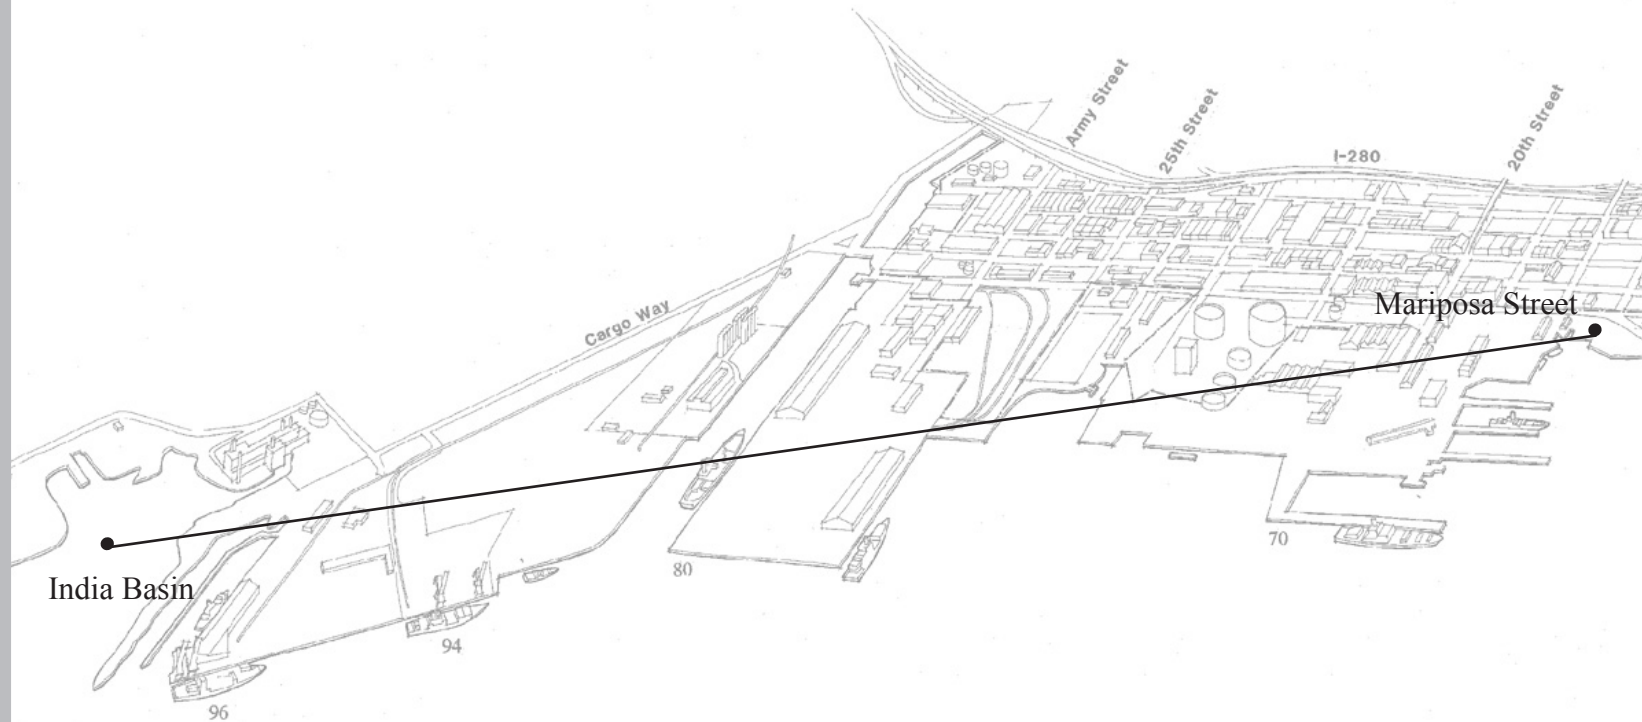 Army Street
25th Street
I-280
20th Street
Mariposa Street
Cargo Way
India Basin
70
80
94
96